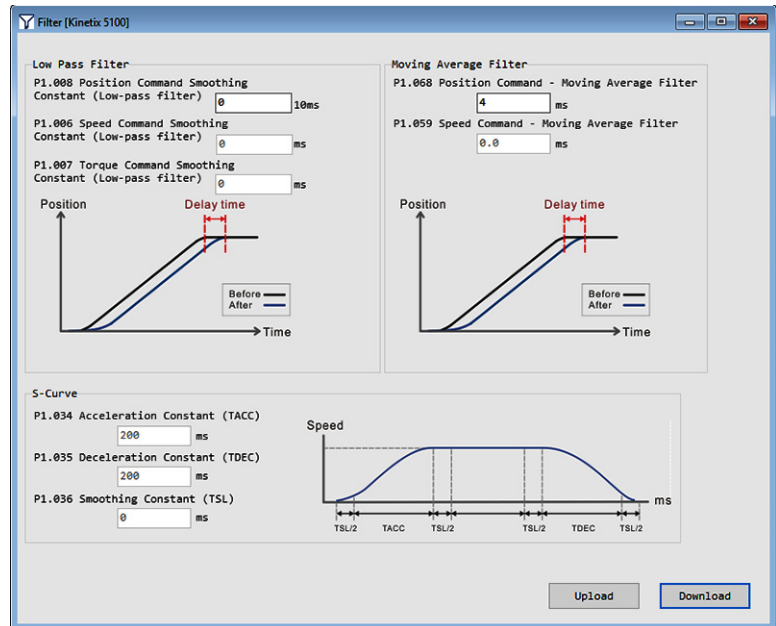 Filter [Kinetix 5100]
Low Pass Filter
P1.008 Position Command Smoothing
Constant (Low-pass filter) 0 10ms
P1.006 Speed Command Smoothing
Constant (Low-pass filter) 0 ms
P1.007 Torque Command Smoothing
Constant (Low-pass filter) 0 ms
Position Delay time
Before
After
Time
Moving Average Filter
P1.068 Position Command - Moving Average Filter
4 ms
P1.059 Speed Command - Moving Average Filter
0.0 ms
Position Delay time
Before
After
Time
S-Curve
P1.034 Acceleration Constant (TACC)
200 ms
P1.035 Deceleration Constant (TDEC)
200 ms
P1.036 Smoothing Constant (TSL)
0 ms
Speed
ms
TSL/2 TACC TSL/2 TSL/2 TDEC TSL/2
Upload Download